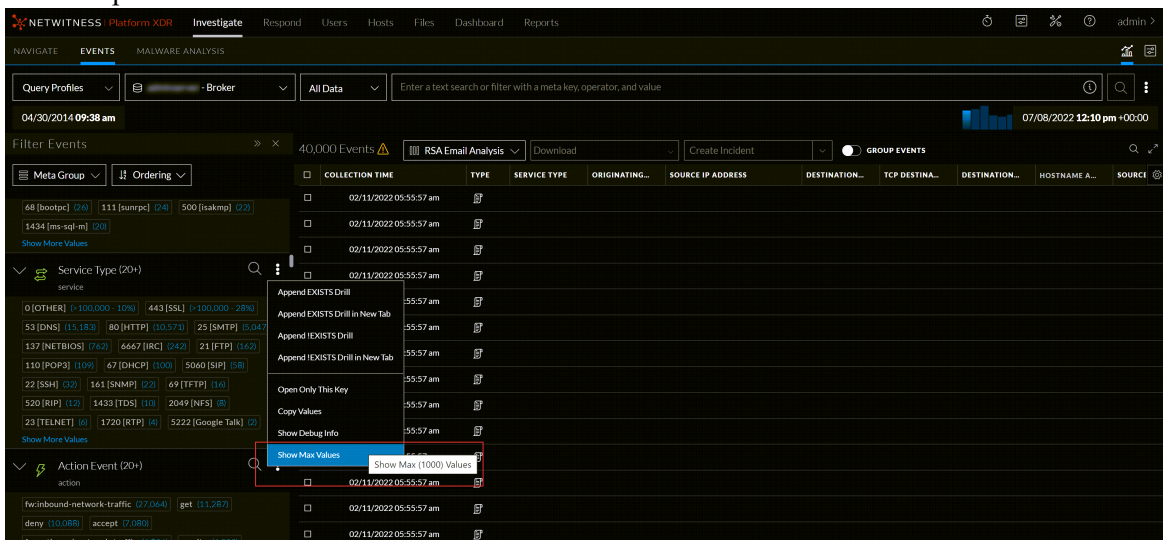 NETWITNESS Platform XDR Investigate Respond Users Hosts Files Dashboard Reports admin >
NAVIGATE EVENTS MALWARE ANALYSIS
Query Profiles - Broker All Data Enter a text search or filter with a meta key, operator, and value
04/30/2014 09:38 am 07/08/2022 12:10 pm +00:00
Filter Events 40,000 Events RSA Email Analysis Download Create Incident GROUP EVENTS
Meta Group Ordering
COLLECTION TIME TYPE SERVICE TYPE ORIGINATING... SOURCE IP ADDRESS DESTINATION... TCP DESTINA... DESTINATION... HOSTNAME A... SOURCE
68 [bootpc] (26) 111 [sunrpc] (24) 500 [isakmp] (22)
02/11/2022 05:55:57 am
1434 [ms-sql-m] (20)
02/11/2022 05:55:57 am
Show More Values
02/11/2022 05:55:57 am
Service Type (20+)
02/11/2022 05:55:57 am
service
Append EXISTS Drill
0 [OTHER] (>100,000 - 10%) 443 [SSL] (>100,000 - 28%)
:55:57 am
Append EXISTS Drill in New Tab
53 [DNS] (15,183) 80 [HTTP] (10,571) 25 [SMTP] (5,047
:55:57 am
Append !EXISTS Drill
137 [NETBIOS] (762) 6667 [IRC] (242) 21 [FTP] (162)
:55:57 am
Append !EXISTS Drill in New Tab
110 [POP3] (109) 67 [DHCP] (100) 5060 [SIP] (58)
:55:57 am
22 [SSH] (32) 161 [SNMP] (22) 69 [TFTP] (16)
Open Only This Key
520 [RIP] (12) 1433 [TDS] (10) 2049 [NFS] (8)
:55:57 am
Copy Values
23 [TELNET] (6) 1720 [RTP] (4) 5222 [Google Talk] (2)
:55:57 am
Show Debug Info
Show More Values
Show Max Values
Show Max (1000) Values
Action Event (20+)
02/11/2022 05:55:57 am
action
fw:inbound-network-traffic (27,064) get (11,287)
02/11/2022 05:55:57 am
deny (10,088) accept (7,080)
02/11/2022 05:55:57 am